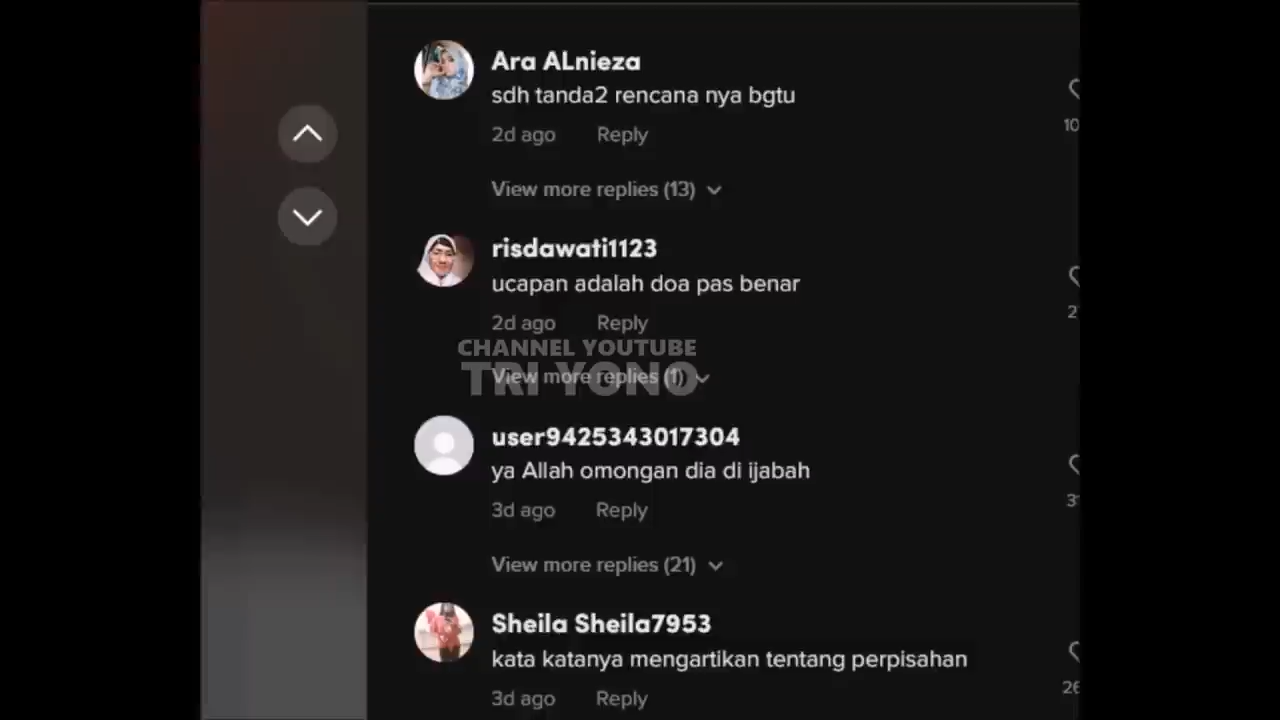 Ara ALnieza
sdh tanda2 rencana nya bgtu
2d ago Reply
10
View more replies (13)
risdawati1123
ucapan adalah doa pas benar
2d ago Reply
CHANNEL YOUTUBE
TRI YONO
View more replies (1)
user9425343017304
ya Allah omongan dia di ijabah
3d ago Reply
View more replies (21)
Sheila Sheila7953
kata katanya mengartikan tentang perpisahan
3d ago Reply